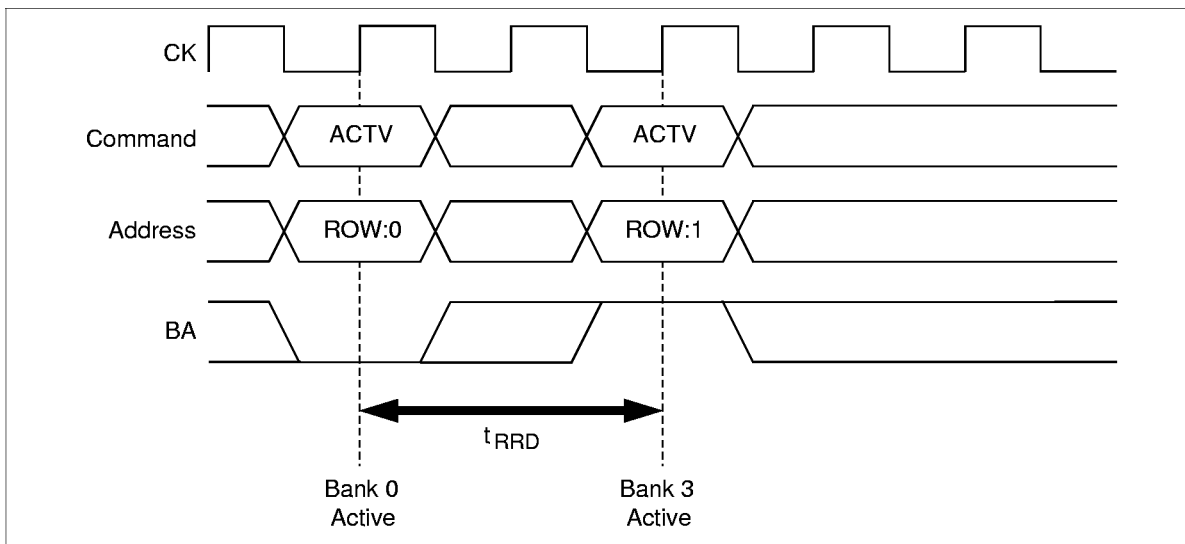 CK
Command
ACTV
ACTV
Address
ROW:0
ROW:1
BA
tRRD
Bank 0
Active
Bank 3
Active